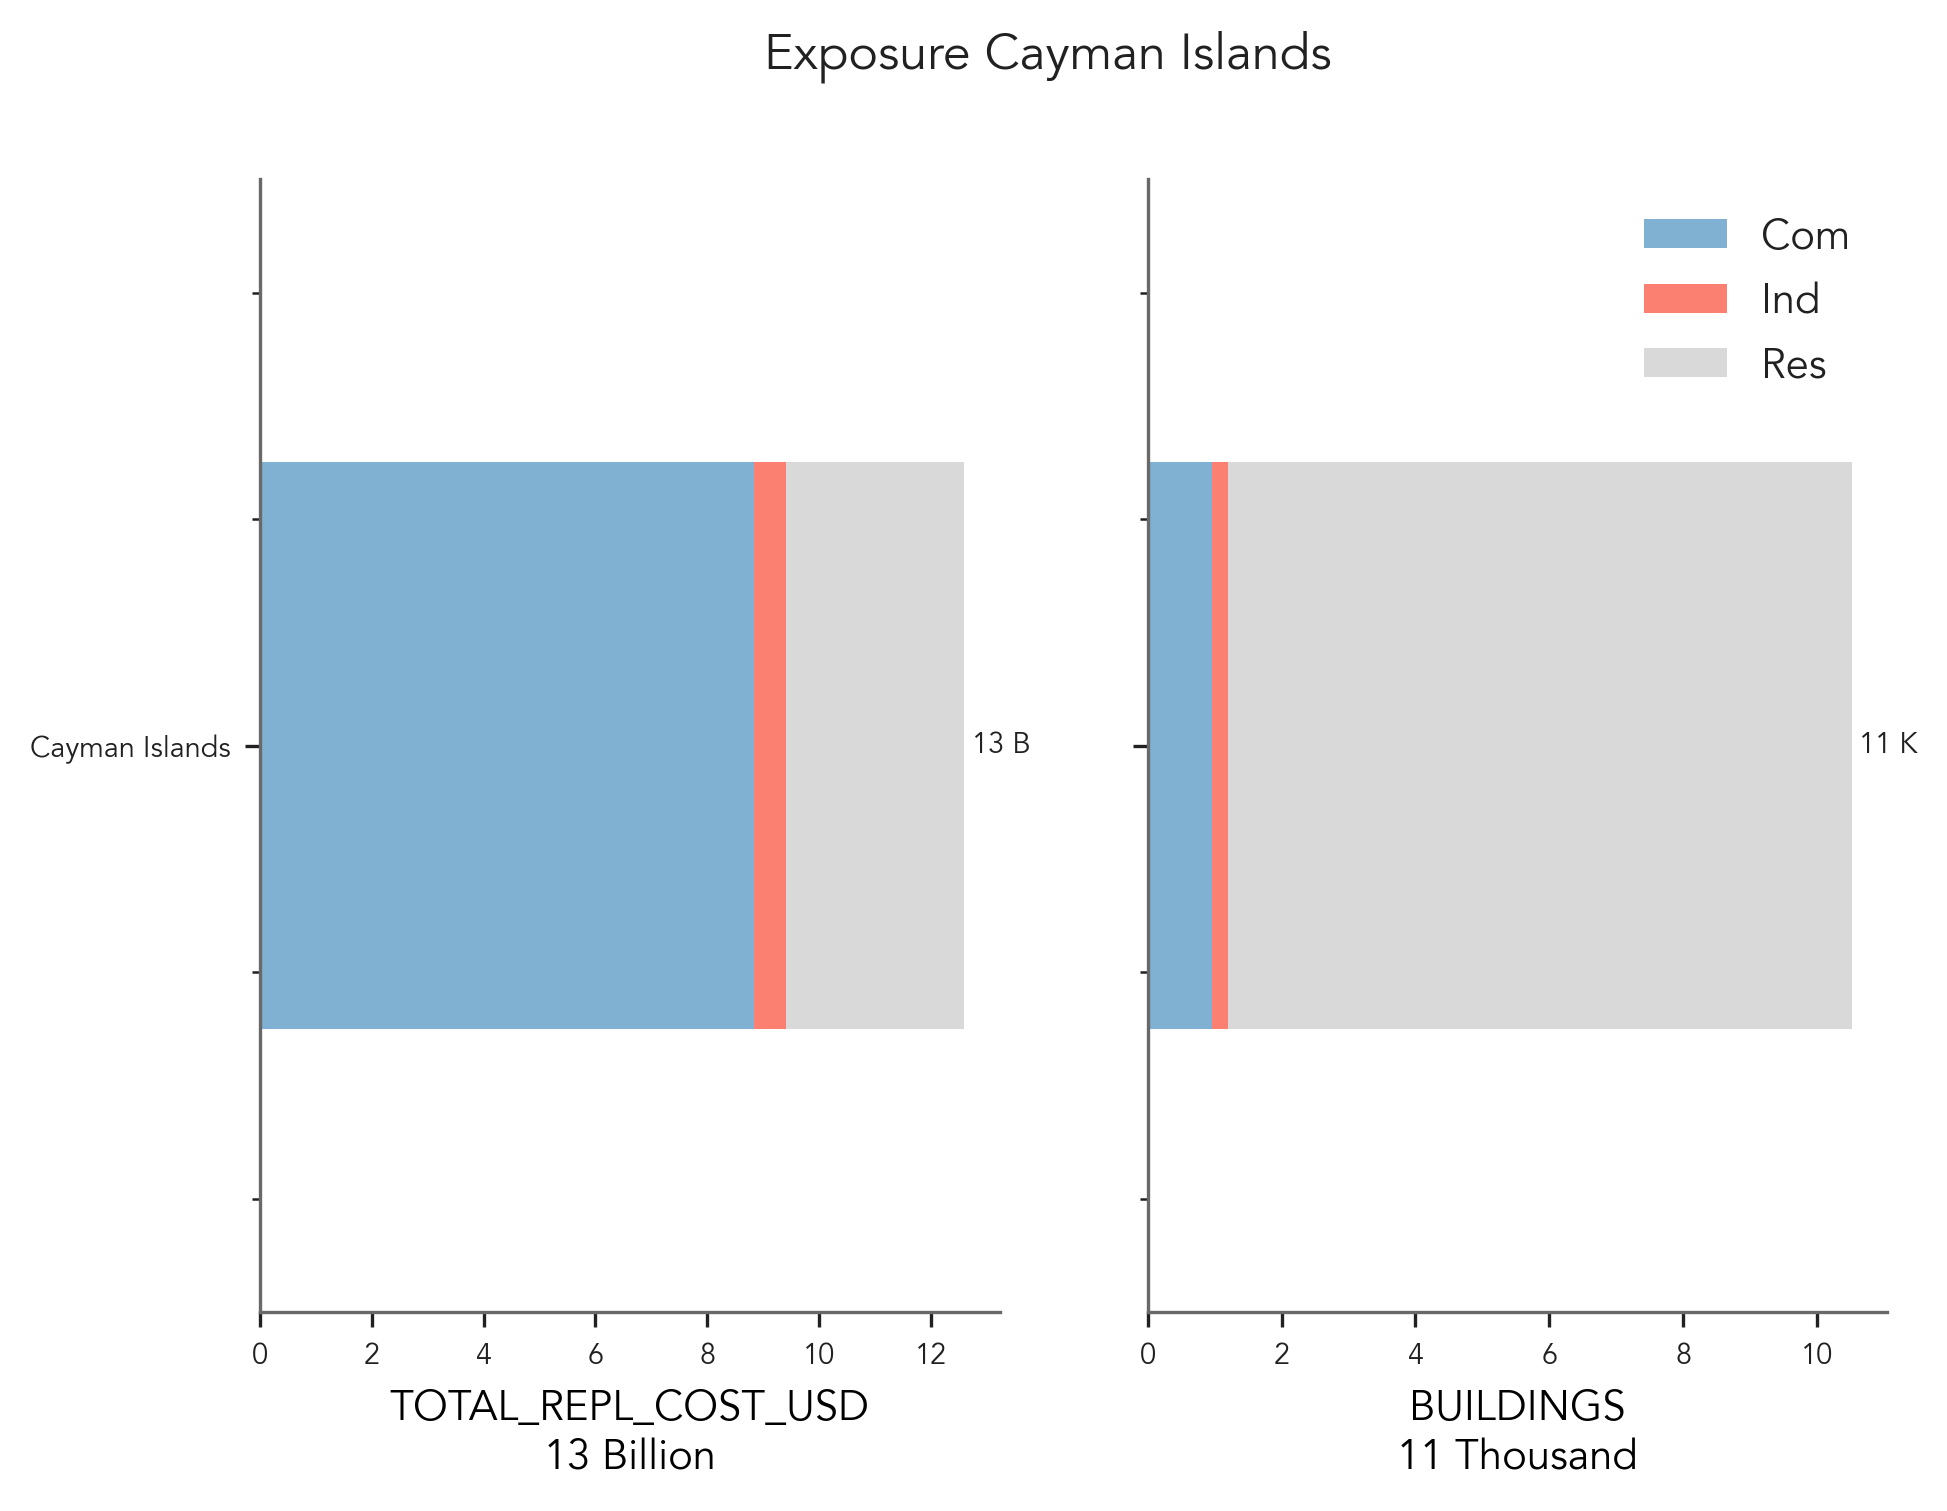 Exposure Cayman Islands
Com
Ind
Res
Cayman Islands
13 B
11 K
0 2 4 6 8 10 12
TOTAL_REPL_COST_USD
13 Billion
0 2 4 6 8 10
BUILDINGS
11 Thousand